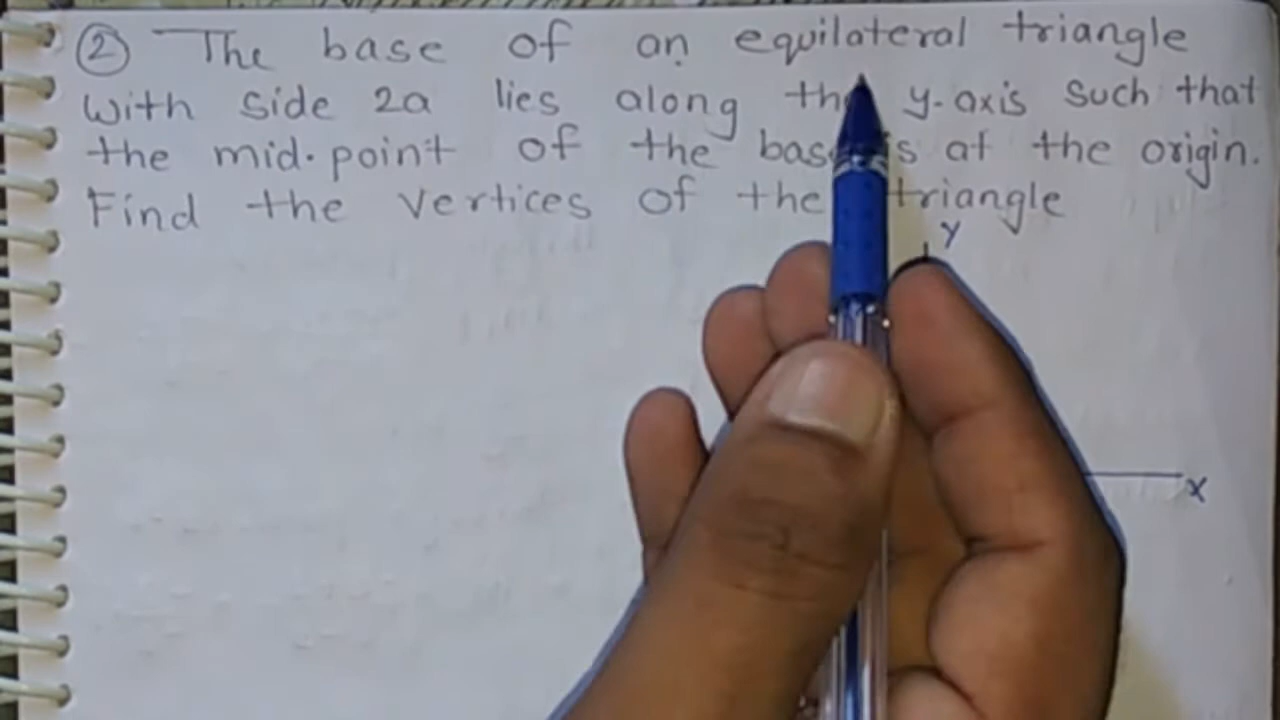 ② The base of an equilateral triangle
with side 2a lies along the y-axis such that
the mid-point of the base is at the origin.
Find the vertices of the triangle
y
x